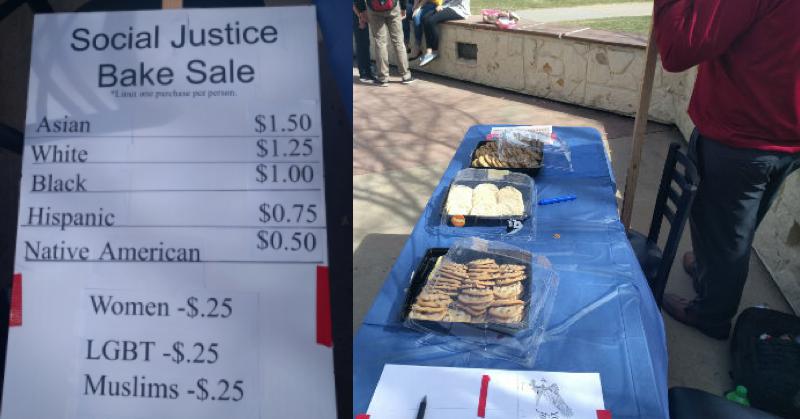 Social Justice
Bake Sale
*Limit one purchase per person.
Asian $1.50
White $1.25
Black $1.00
Hispanic $0.75
Native American $0.50
Women -$.25
LGBT -$.25
Muslims -$.25